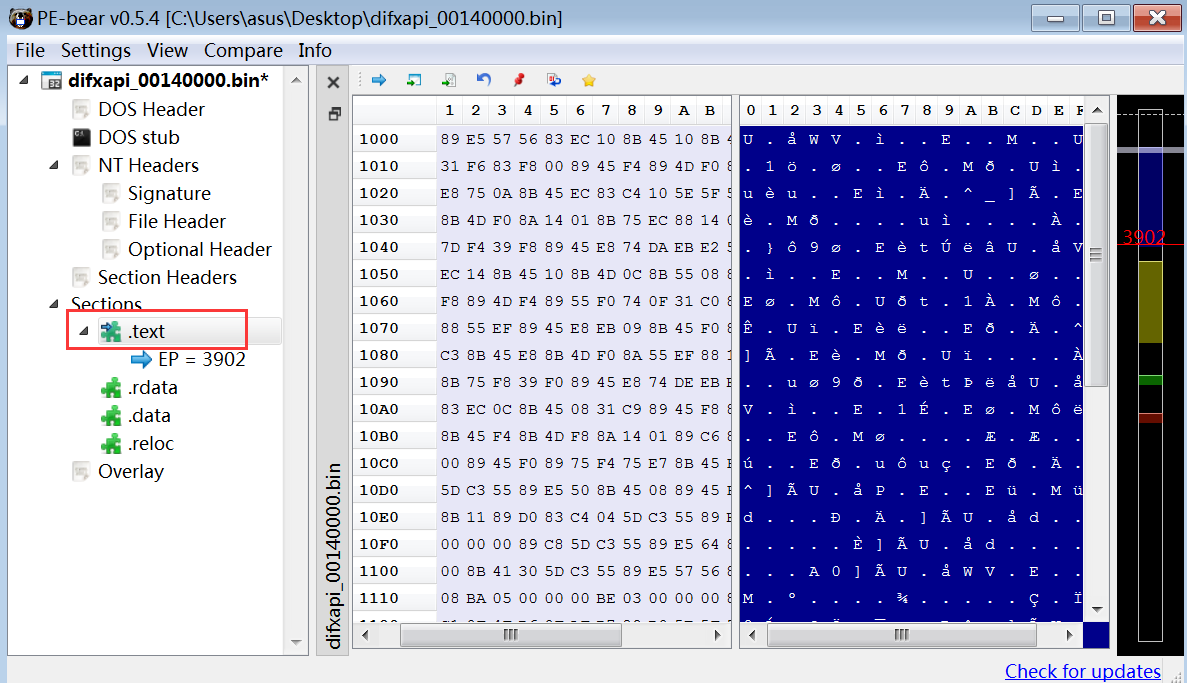 PE-bear v0.5.4 [C:\Users\asus\Desktop\difxapi_00140000.bin]
File Settings View Compare Info
difxapi_00140000.bin*
DOS Header
DOS stub
NT Headers
Signature
File Header
Optional Header
Section Headers
Sections
.text
EP = 3902
.rdata
.data
.reloc
Overlay
difxapi_00140000.bin
1 2 3 4 5 6 7 8 9 A B
1000 89 E5 57 56 83 EC 10 8B 45 10 8B
1010 31 F6 83 F8 00 89 45 F4 89 4D F0
1020 E8 75 0A 8B 45 EC 83 C4 10 5E 5F
1030 8B 4D F0 8A 14 01 8B 75 EC 88 14
1040 7D F4 39 F8 89 45 E8 74 DA EB E2
1050 EC 14 8B 45 10 8B 4D 0C 8B 55 08
1060 F8 89 4D F4 89 55 F0 74 0F 31 C0
1070 88 55 EF 89 45 E8 EB 09 8B 45 F0
1080 C3 8B 45 E8 8B 4D F0 8A 55 EF 88
1090 8B 75 F8 39 F0 89 45 E8 74 DE EB
10A0 83 EC 0C 8B 45 08 31 C9 89 45 F8
10B0 8B 45 F4 8B 4D F8 8A 14 01 89 C6
10C0 00 89 45 F0 89 75 F4 75 E7 8B 45
10D0 5D C3 55 89 E5 50 8B 45 08 89 45
10E0 8B 11 89 D0 83 C4 04 5D C3 55 89
10F0 00 00 00 89 C8 5D C3 55 89 E5 64
1100 00 8B 41 30 5D C3 55 89 E5 57 56
1110 08 BA 05 00 00 00 BE 03 00 00 00
0 1 2 3 4 5 6 7 8 9 A B C D E F
U . å W V . ì . . E . . M . . U
. 1 ö . ø . . E ô . M ð . U ì .
u è u . . E ì . Ä . ^ _ ] Ã . E
è . M ð . . . . u ì . . . . À .
. } ô 9 ø . E è t Ú ë â U . å V
. ì . . E . . M . . U . . ø . .
E ø . M ô . U ð t . 1 À . M ô .
Ê . U ï . E è ë . . E ð . Ä . ^
] Ã . E è . M ð . U ï . . . . À
. . u ø 9 ð . E è t Þ ë å U . å
V . ì . . E . 1 É . E ø . M ô ë
. . E ô . M ø . . . . Æ . Æ . .
ú . . E ð . u ô u ç . E ð . Ä .
^ ] Ã U . å P . E . . E ü . M ü
d . . . Ð . Ä . ] Ã U . å d . .
. . . . . È ] Ã U . å d . . . .
. . . A 0 ] Ã U . å W V . E . .
M . º . . . . ¾ . . . . . Ç . Ï
3902
Check for updates